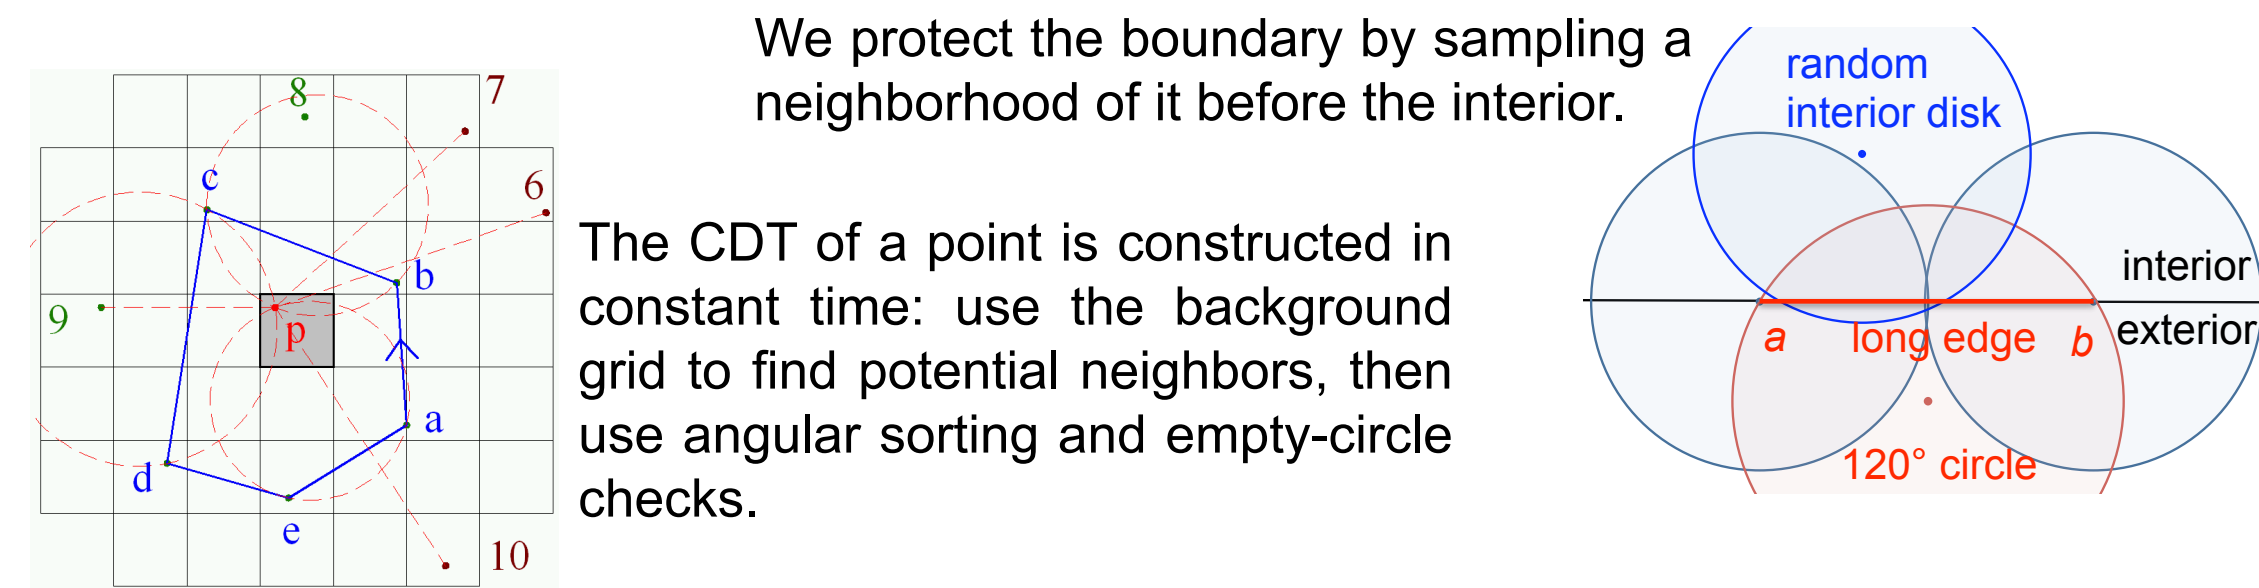 We protect the boundary by sampling a
neighborhood of it before the interior.
8
7
c
6
b
9
p
a
d
e
10
The CDT of a point is constructed in
constant time: use the background
grid to find potential neighbors, then
use angular sorting and empty-circle
checks.
random
interior disk
interior
exterior
a
long edge
b
120° circle